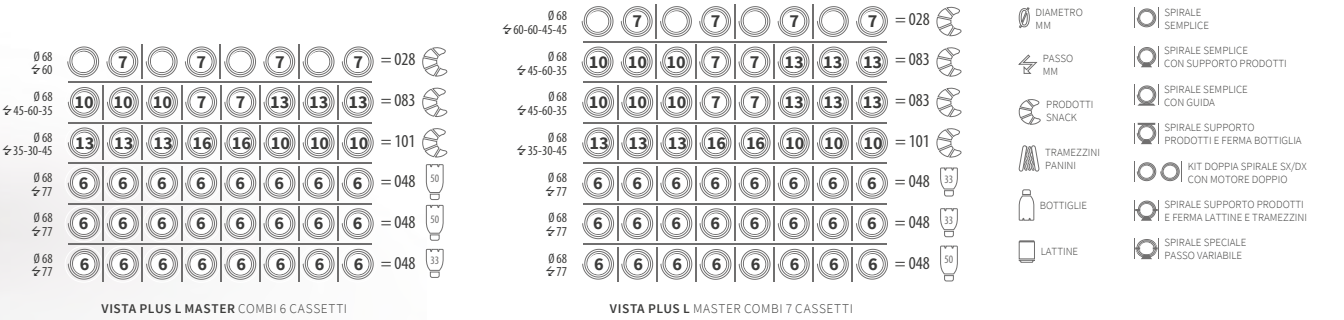 Ø 68
60
7 7 7 7 = 028
Ø 68
45-60-35
10 10 10 7 7 13 13 13 = 083
Ø 68
35-30-45
13 13 13 16 16 10 10 10 = 101
Ø 68
77
6 6 6 6 6 6 6 6 = 048 50
Ø 68
77
6 6 6 6 6 6 6 6 = 048 50
Ø 68
77
6 6 6 6 6 6 6 6 = 048 33
VISTA PLUS L MASTER COMBI 6 CASSETTI
Ø 68
60-60-45-45
7 7 7 7 = 028
Ø 68
45-60-35
10 10 10 7 7 13 13 13 = 083
Ø 68
45-60-35
10 10 10 7 7 13 13 13 = 083
Ø 68
35-30-45
13 13 13 16 16 10 10 10 = 101
Ø 68
77
6 6 6 6 6 6 6 6 = 048 33
Ø 68
77
6 6 6 6 6 6 6 6 = 048 33
Ø 68
77
6 6 6 6 6 6 6 6 = 048 50
VISTA PLUS L MASTER COMBI 7 CASSETTI
DIAMETRO
MM
PASSO
MM
PRODOTTI
SNACK
TRAMEZZINI
PANINI
BOTTIGLIE
LATTINE
SPIRALE
SEMPLICE
SPIRALE SEMPLICE
CON SUPPORTO PRODOTTI
SPIRALE SEMPLICE
CON GUIDA
SPIRALE SUPPORTO
PRODOTTI E FERMA BOTTIGLIA
KIT DOPPIA SPIRALE SX/DX
CON MOTORE DOPPIO
SPIRALE SUPPORTO PRODOTTI
E FERMA LATTINE E TRAMEZZINI
SPIRALE SPECIALE
PASSO VARIABILE